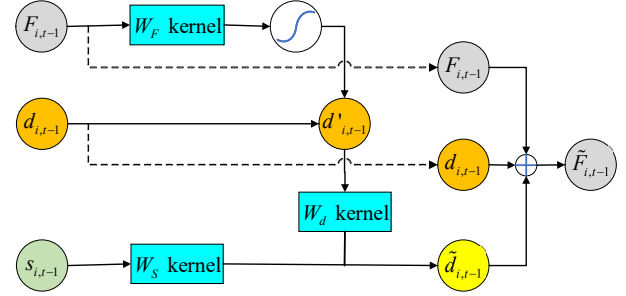 F_{i,t-1}
W_F kernel
F_{i,t-1}
d_{i,t-1}
d'_{i,t-1}
d_{i,t-1}
F̃_{i,t-1}
W_d kernel
s_{i,t-1}
W_S kernel
d̃_{i,t-1}